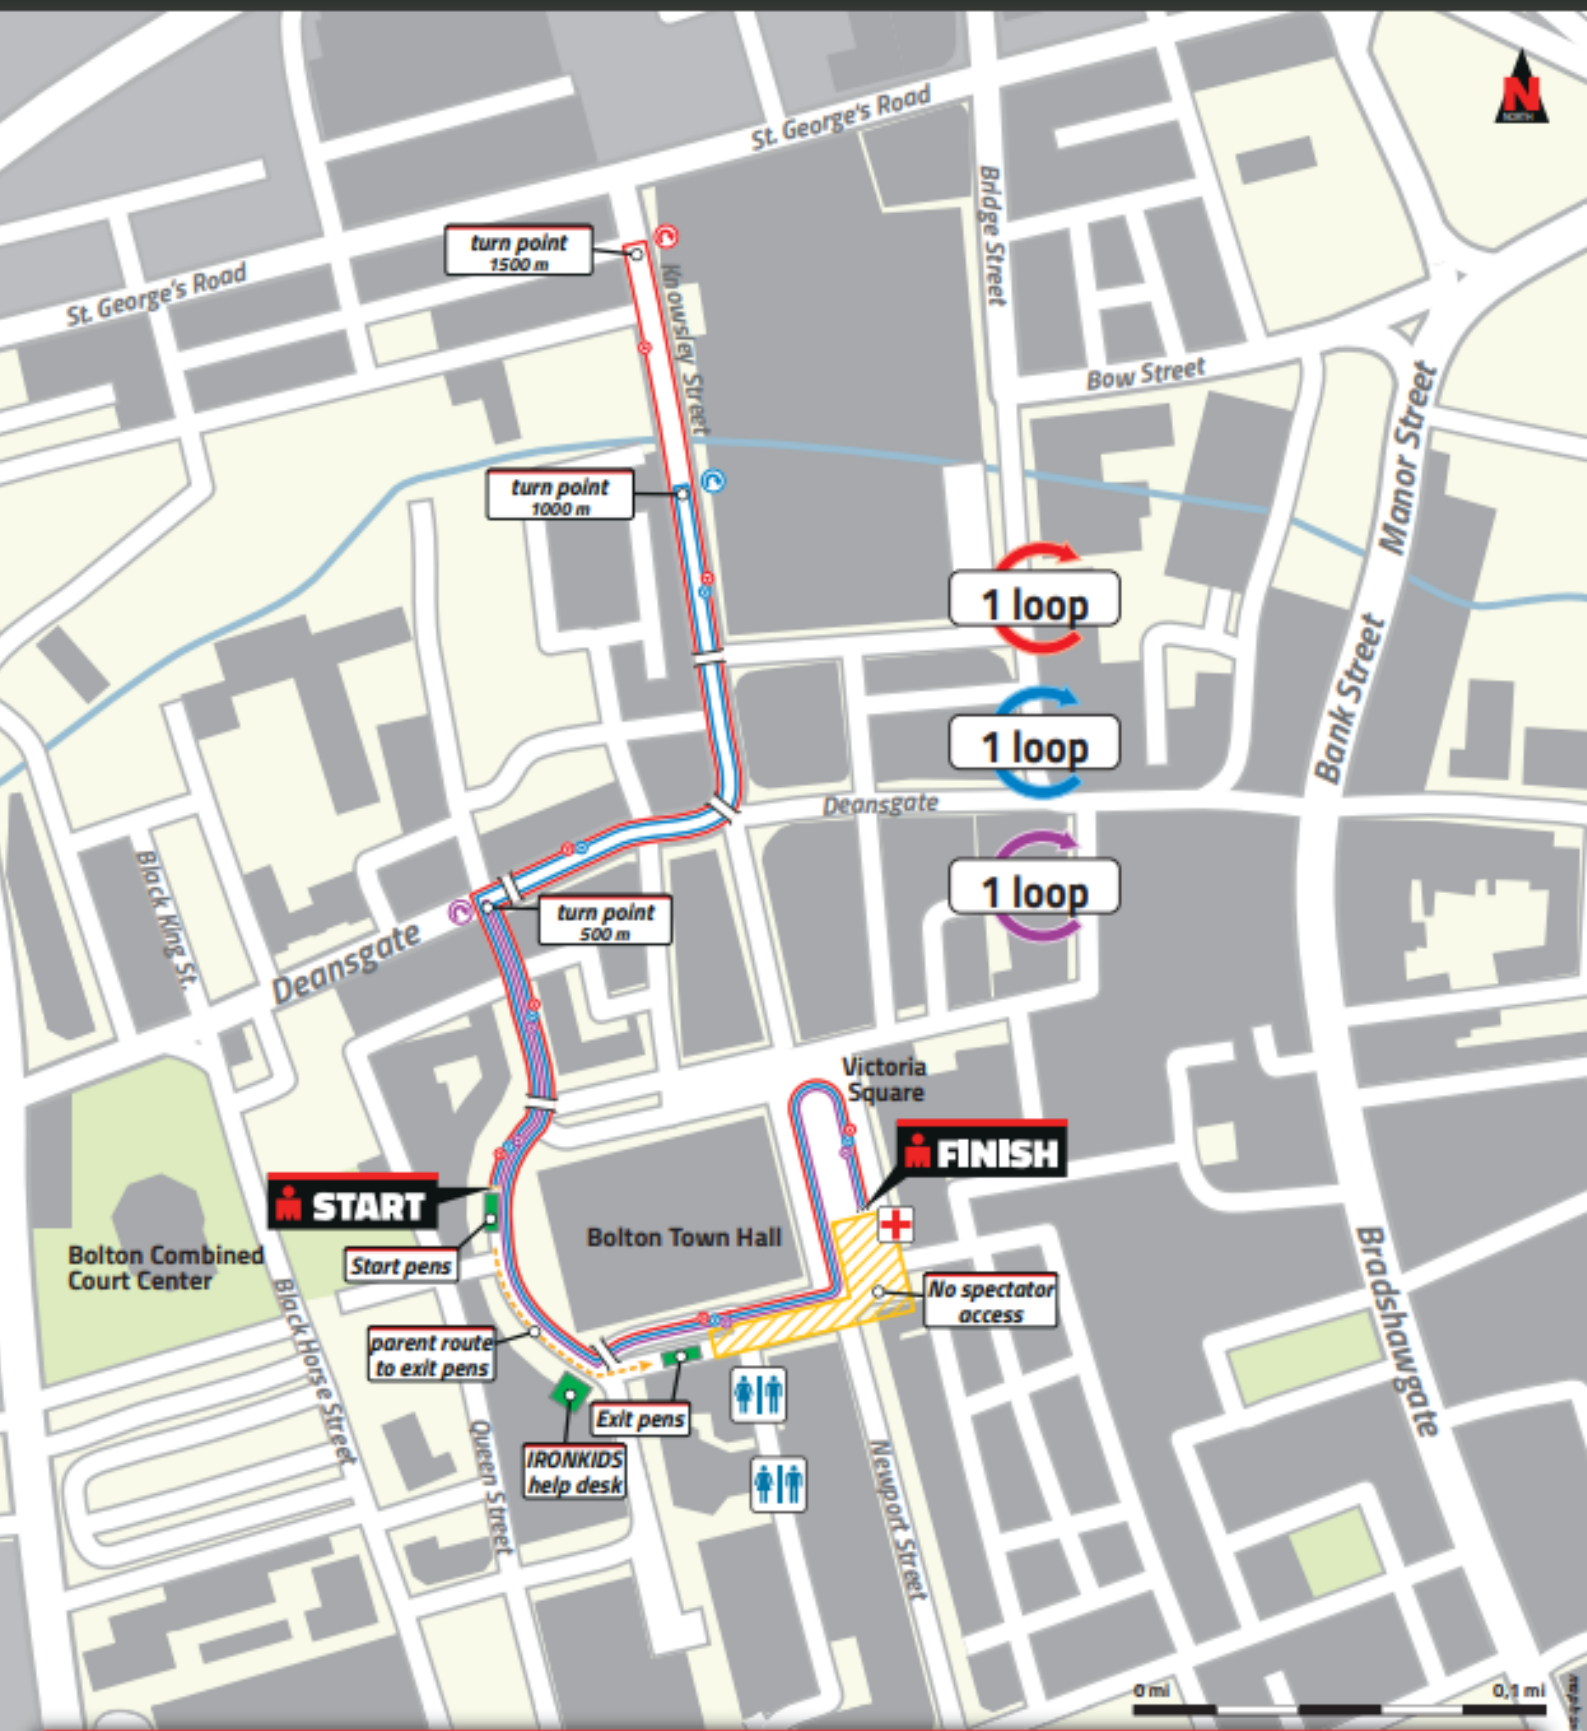 N
NORTH
St. George's Road
Bridge Street
turn point
1500 m
St. George's Road
Knowsley Street
Bow Street
Manor Street
turn point
1000 m
1 loop
Bank Street
1 loop
Deansgate
Black King St.
1 loop
turn point
500 m
Deansgate
Victoria
Square
FINISH
START
Bolton Town Hall
Bolton Combined
Court Center
Start pens
Black Horse Street
No spectator
access
Bradshawgate
parent route
to exit pens
Exit pens
IRONKIDS
help desk
Queen Street
Newport Street
0 mi
0,1 mi